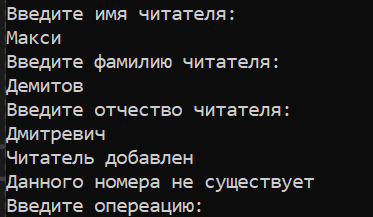 Введите имя читателя:
Макси
Введите фамилию читателя:
Демитов
Введите отчество читателя:
Дмитревич
Читатель добавлен
Данного номера не существует
Введите опереацию: